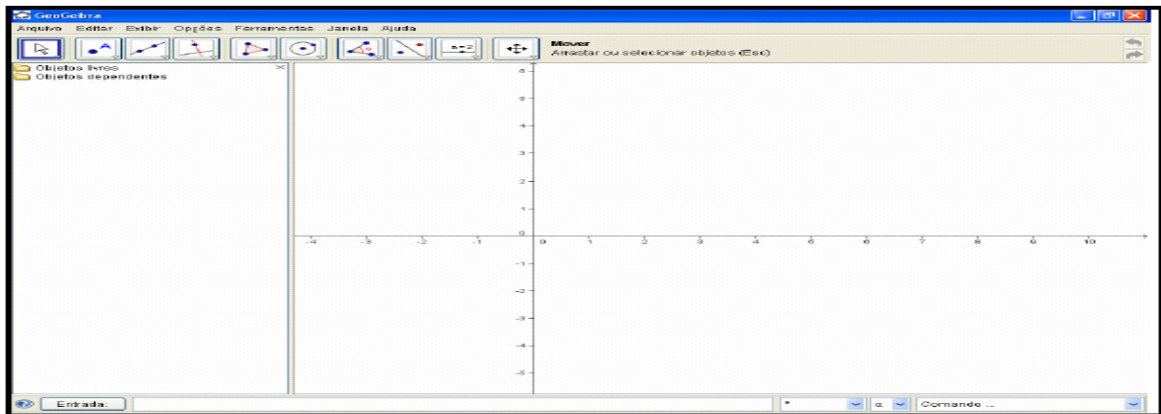 GeoGebra
Arquivo Editar Exibir Opções Ferramentas Janela Ajuda
A
a=2
Mover
Arrastar ou selecionar objetos (Esc)
Objetos livres
Objetos dependentes
5
4
3
2
1
0
-4 -3 -2 -1 0 1 2 3 4 5 6 7 8 9 10
-1
-2
-3
-4
-5
Entrada:
α
Comando ...